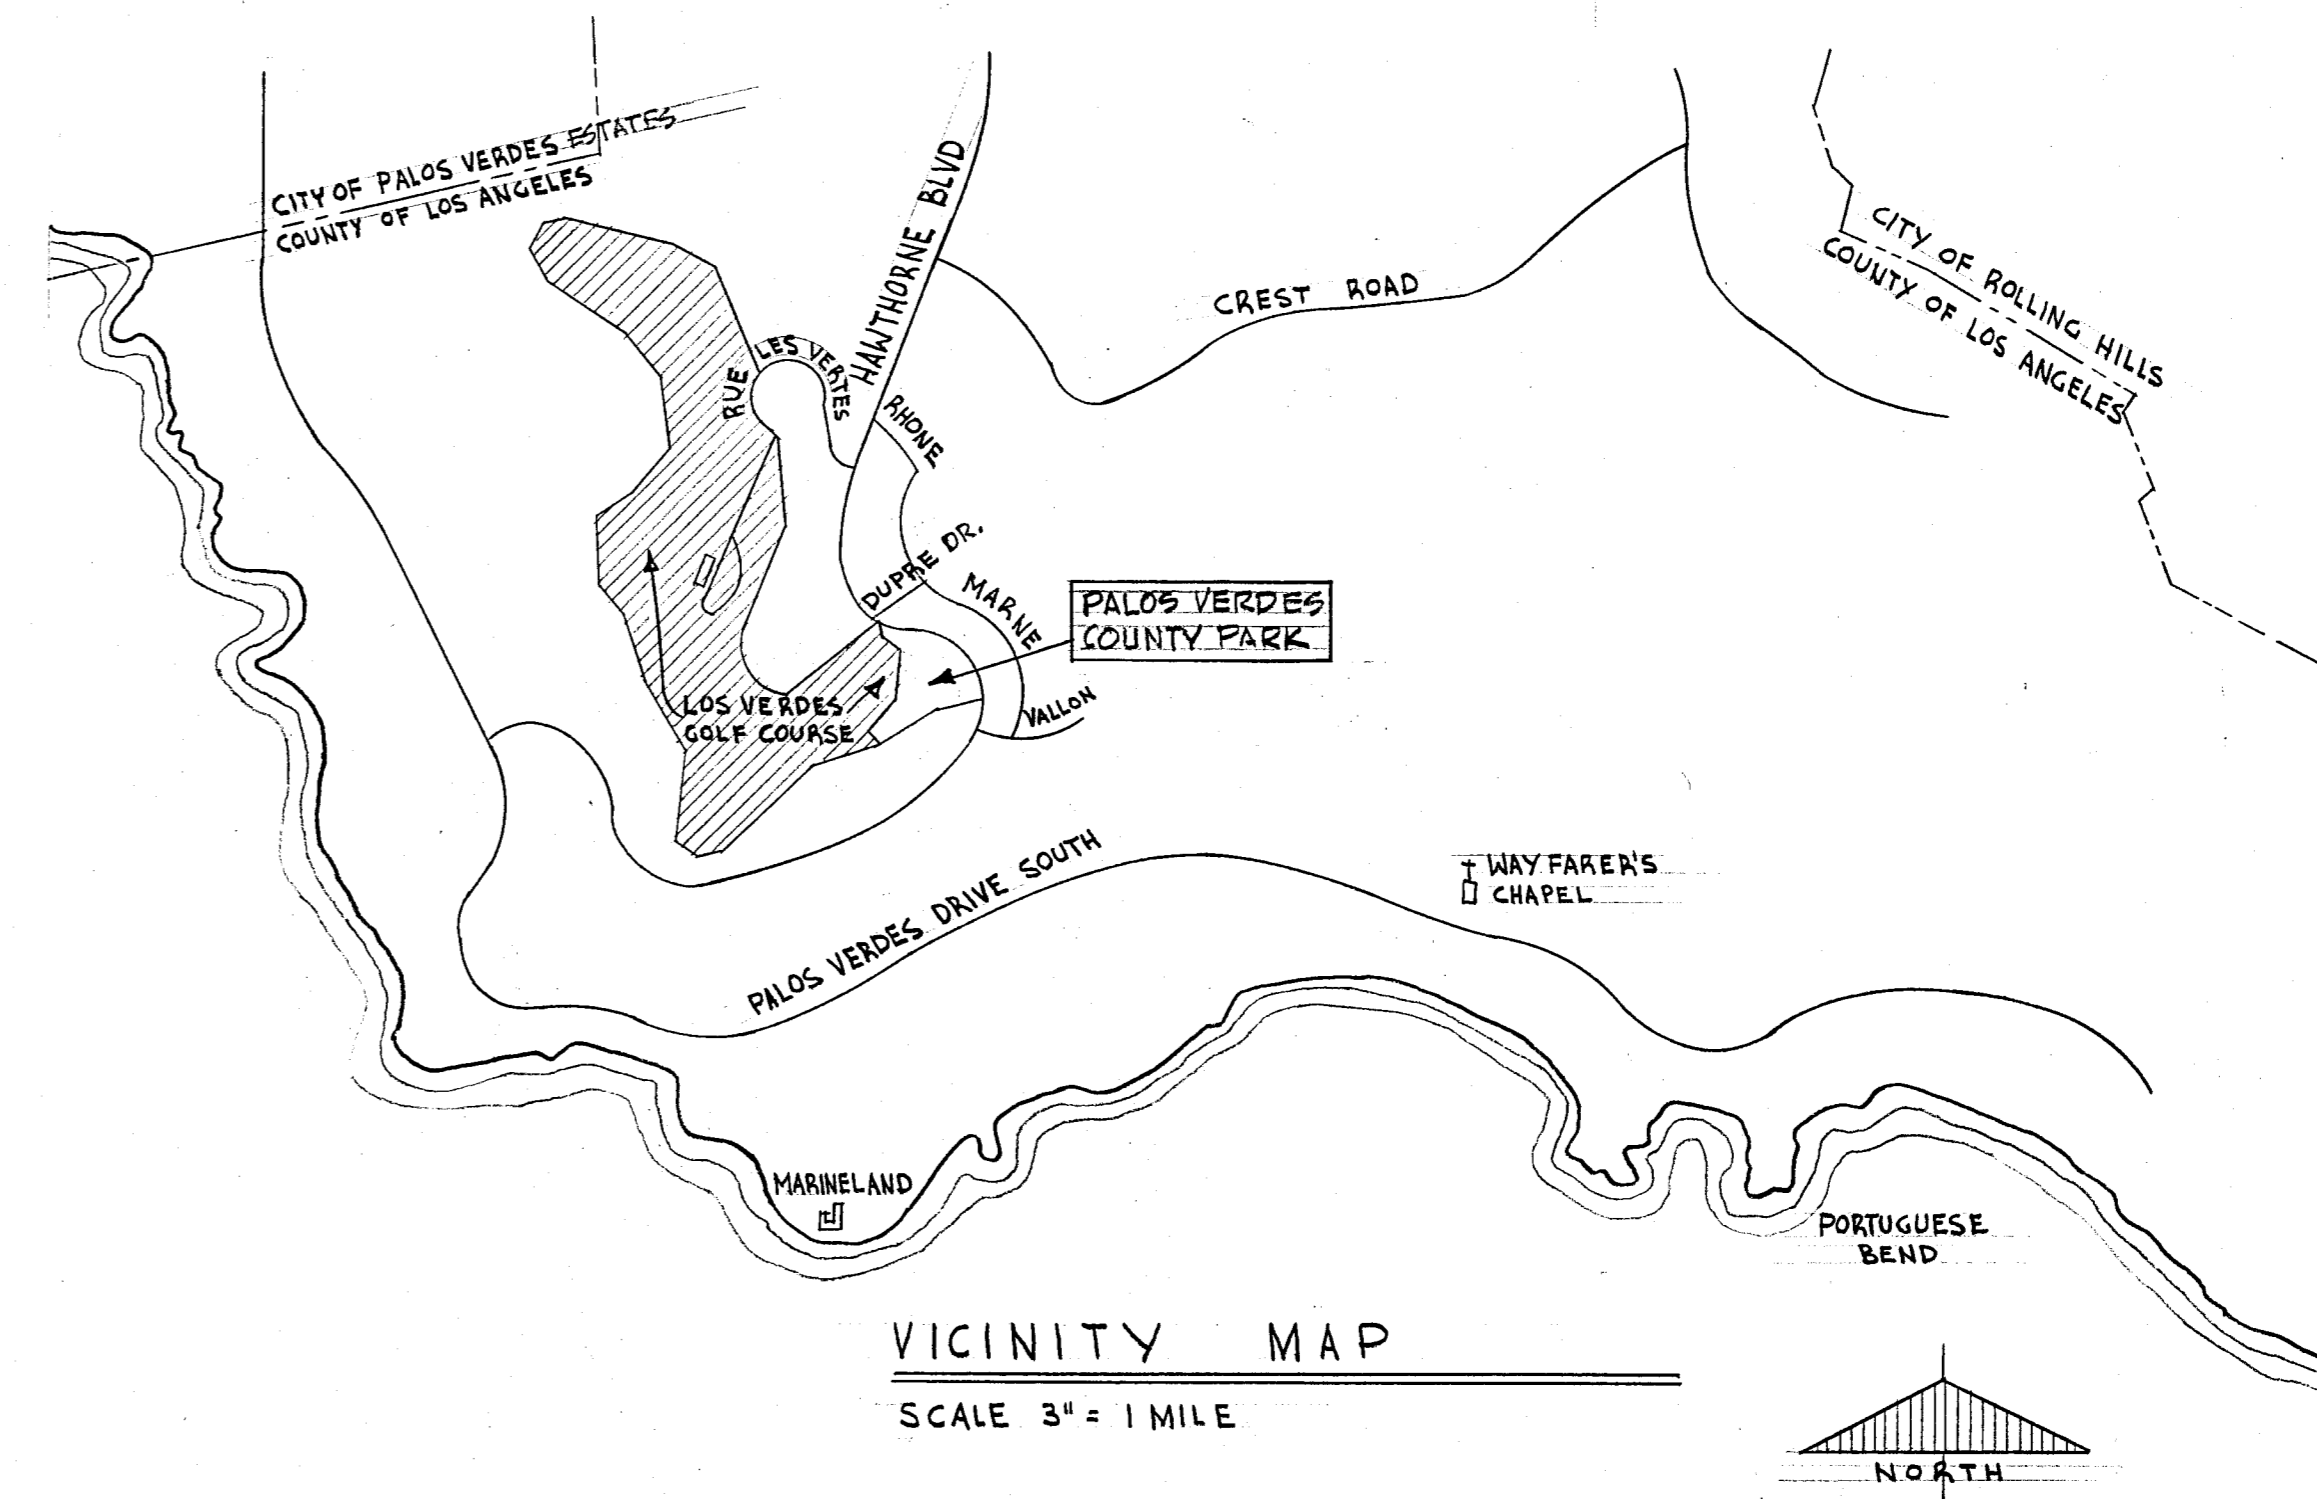 CITY OF PALOS VERDES ESTATES
COUNTY OF LOS ANGELES
HAWTHORNE BLVD
CREST ROAD
CITY OF ROLLING HILLS
COUNTY OF LOS ANGELES
RUE LES VERTES
RHONE
DUPRE DR.
MARNE
PALOS VERDES
COUNTY PARK
LOS VERDES
GOLF COURSE
VALLON
PALOS VERDES DRIVE SOUTH
WAYFARER'S
CHAPEL
MARINELAND
PORTUGUESE
BEND
VICINITY MAP
SCALE 3" = 1 MILE
NORTH